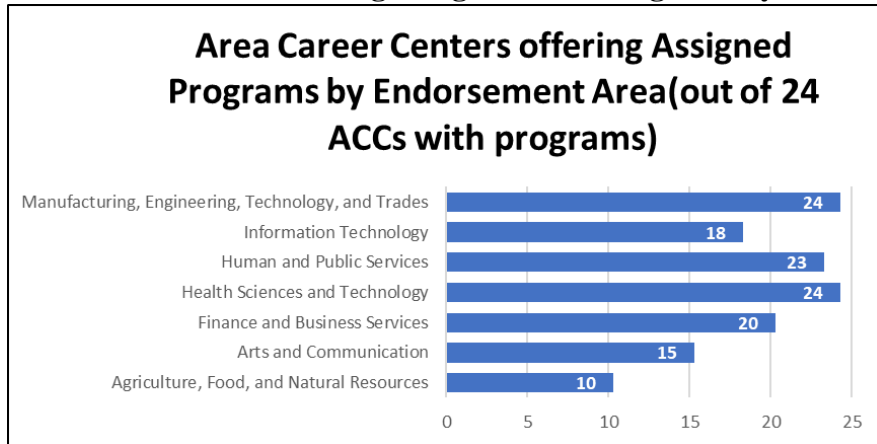 Area Career Centers offering Assigned
Programs by Endorsement Area(out of 24
ACCs with programs)
Manufacturing, Engineering, Technology, and Trades 24
Information Technology 18
Human and Public Services 23
Health Sciences and Technology 24
Finance and Business Services 20
Arts and Communication 15
Agriculture, Food, and Natural Resources 10
0 5 10 15 20 25